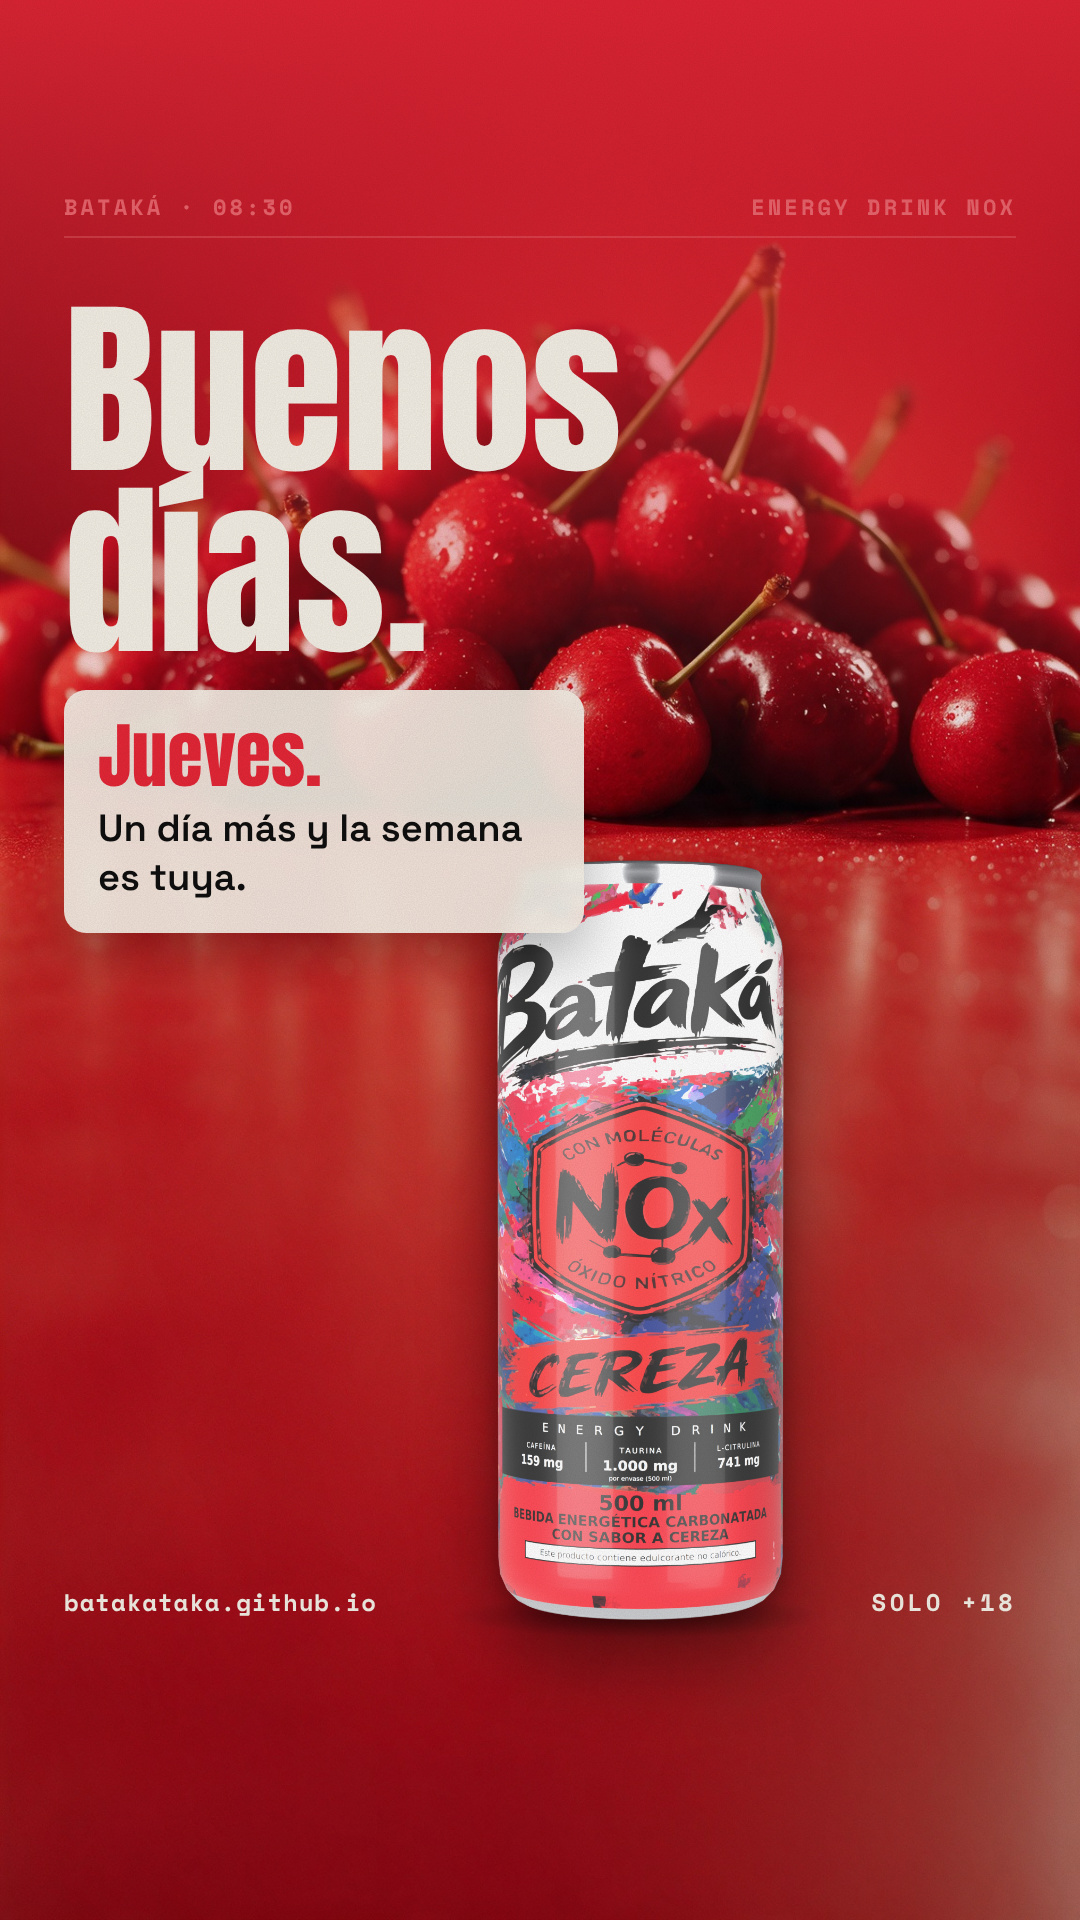 BATAKÁ · 08:30
ENERGY DRINK NOX
Buenos
días.
Jueves.
Un día más y la semana
es tuya.
Bataká
CON MOLÉCULAS
NOx
ÓXIDO NÍTRICO
CEREZA
ENERGY DRINK
CAFEÍNA
159 mg
TAURINA
1.000 mg
por envase (500 ml)
L-CITRULINA
741 mg
500 ml
BEBIDA ENERGÉTICA CARBONATADA
CON SABOR A CEREZA
Este producto contiene edulcorante no calórico.
batakataka.github.io
SOLO +18